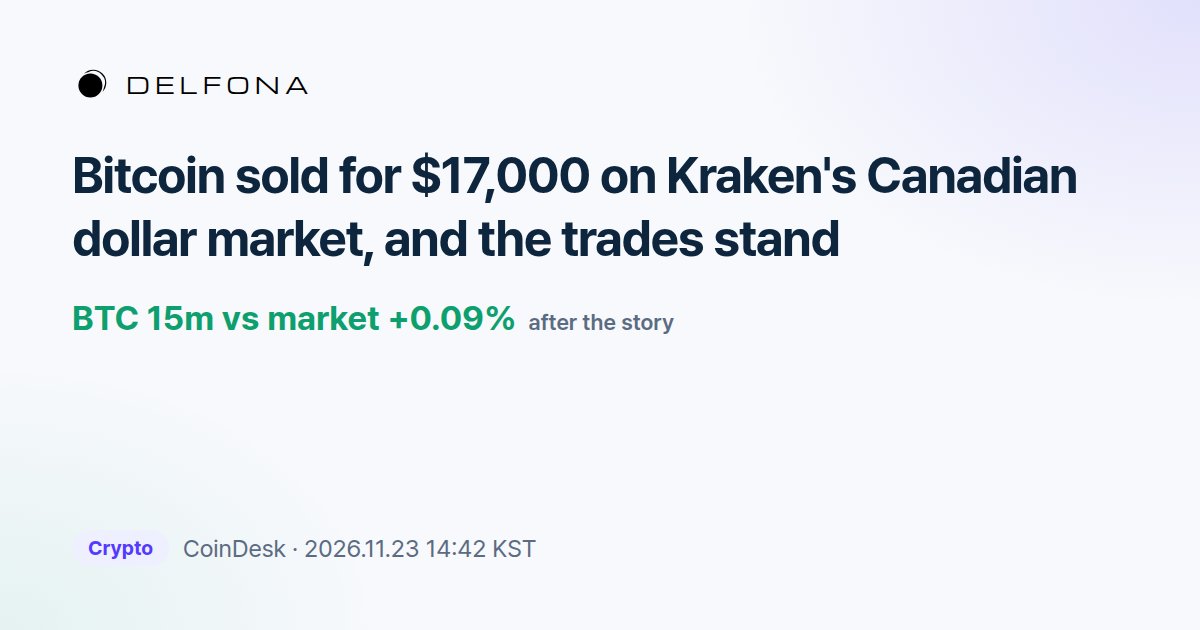 DELFONA
Bitcoin sold for $17,000 on Kraken's Canadian
dollar market, and the trades stand
BTC 15m vs market +0.09% after the story
Crypto CoinDesk · 2026.11.23 14:42 KST